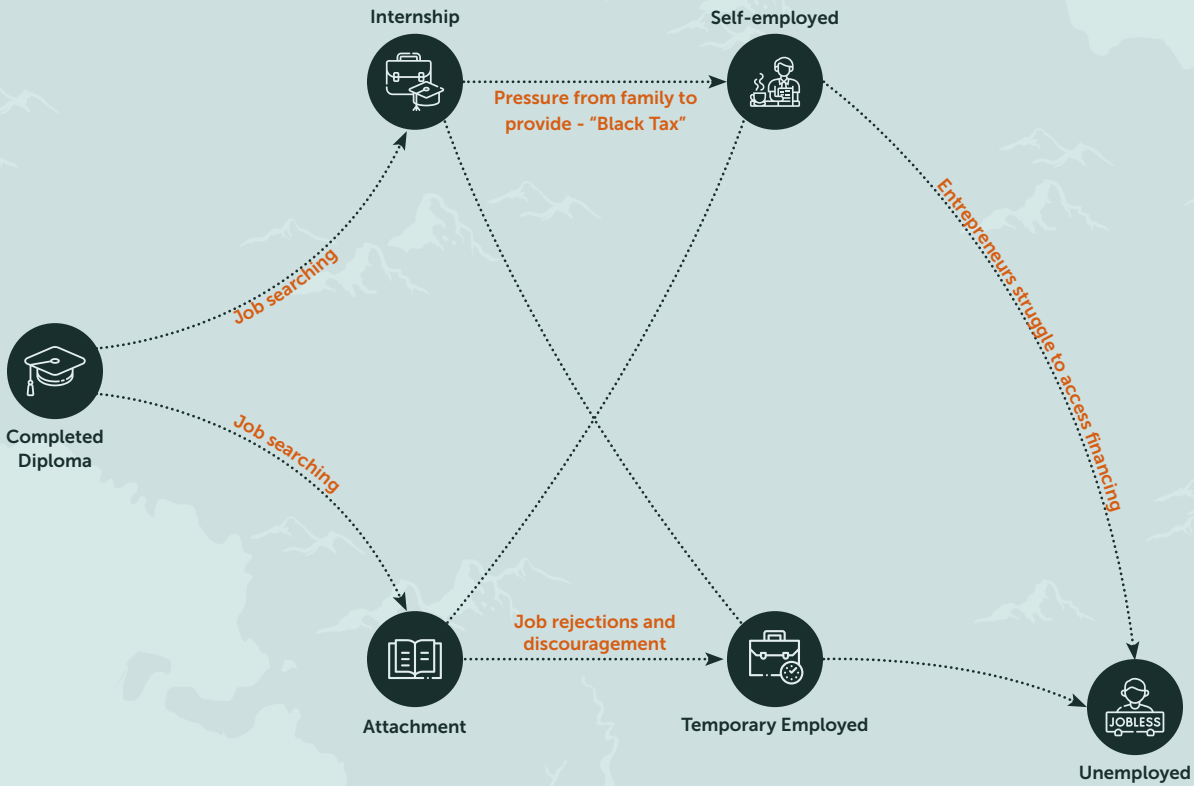 Internship
Self-employed
Pressure from family to
provide - “Black Tax”
Job searching
Entrepreneurs struggle to access financing
Completed
Diploma
Job searching
Job rejections and
discouragement
Attachment
Temporary Employed
JOBLESS
Unemployed